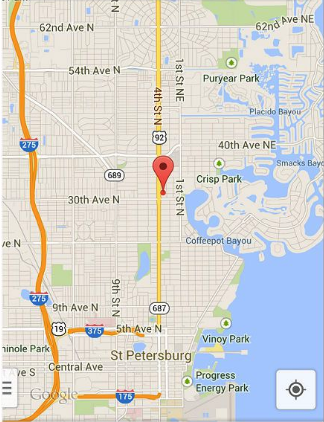 62nd Ave N
62nd Ave NE
54th Ave N
1st St NE
Puryear Park
4th St N
Placido Bayou
92
275
40th Ave NE
Smacks Bayou
689
Crisp Park
30th Ave N
1st St N
ve N
Coffeepot Bayou
9th St N
275
687
9th Ave N
19
375
5th Ave N
ninole Park
Vinoy Park
St Petersburg
Central Ave
ve S
Progress
Energy Park
Google
175